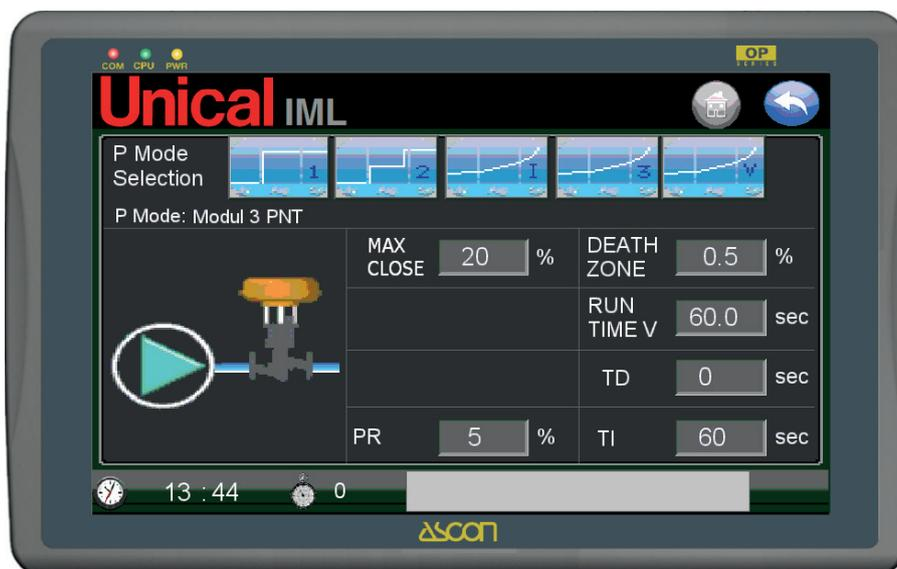 COM CPU PWR
OP
SERIES
Unical IML
P Mode
Selection
1 2 I 3 V
P Mode: Modul 3 PNT
MAX
CLOSE 20 %
DEATH
ZONE 0.5 %
RUN
TIME V 60.0 sec
TD 0 sec
PR 5 % TI 60 sec
13 : 44 0
ascon